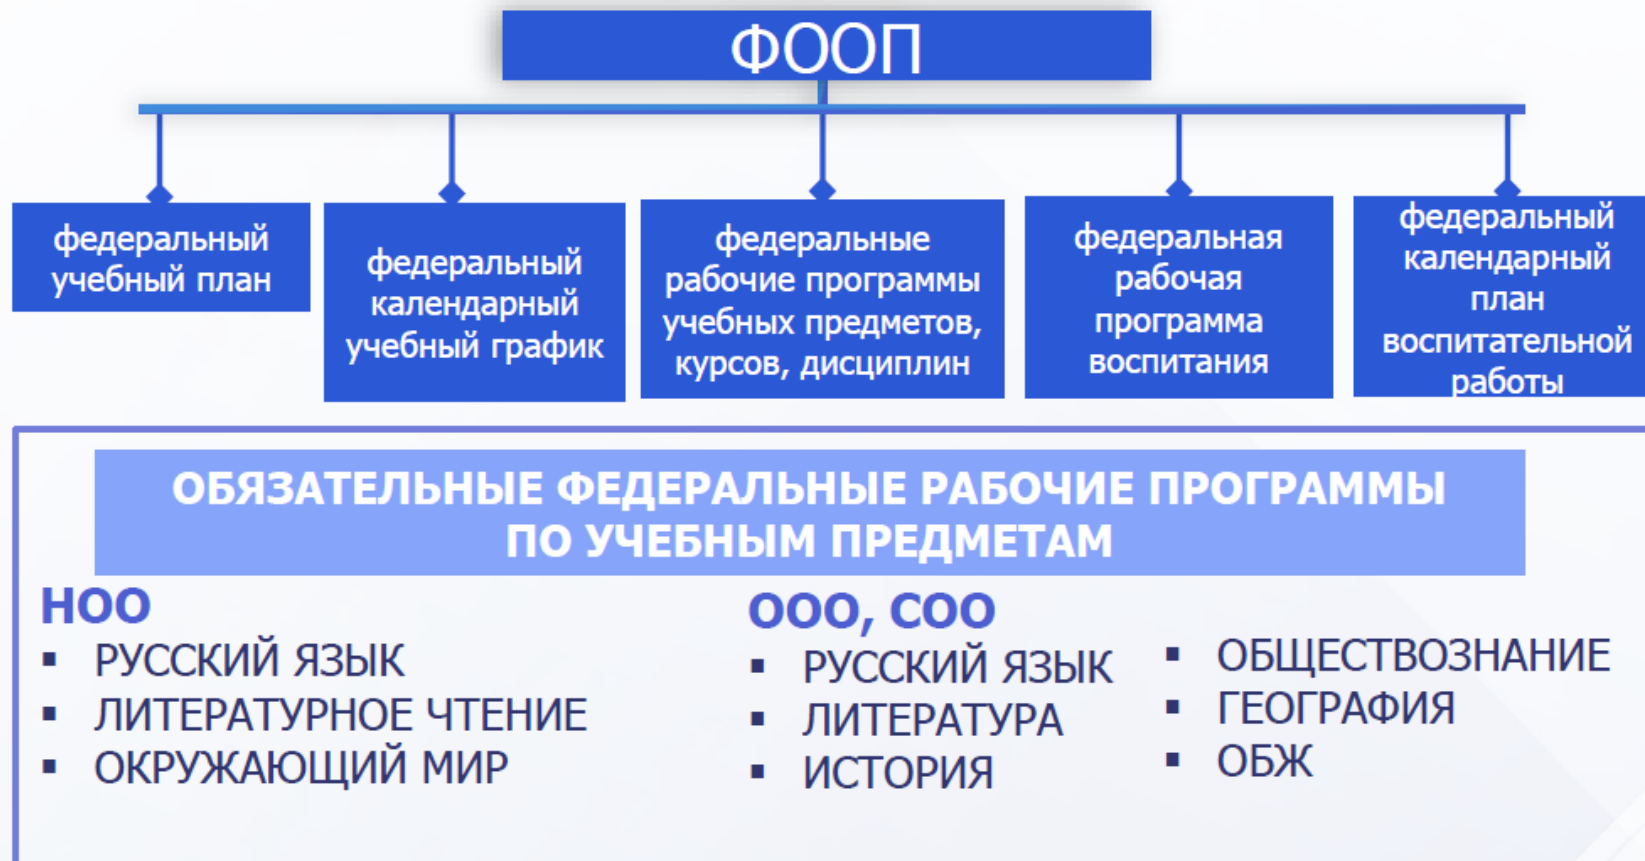 ФООП
федеральный
учебный план
федеральный
календарный
учебный график
федеральные
рабочие программы
учебных предметов,
курсов, дисциплин
федеральная
рабочая
программа
воспитания
федеральный
календарный
план
воспитательной
работы
ОБЯЗАТЕЛЬНЫЕ ФЕДЕРАЛЬНЫЕ РАБОЧИЕ ПРОГРАММЫ
ПО УЧЕБНЫМ ПРЕДМЕТАМ
НОО
▪ РУССКИЙ ЯЗЫК
▪ ЛИТЕРАТУРНОЕ ЧТЕНИЕ
▪ ОКРУЖАЮЩИЙ МИР
ООО, СОО
▪ РУССКИЙ ЯЗЫК
▪ ЛИТЕРАТУРА
▪ ИСТОРИЯ
▪ ОБЩЕСТВОЗНАНИЕ
▪ ГЕОГРАФИЯ
▪ ОБЖ